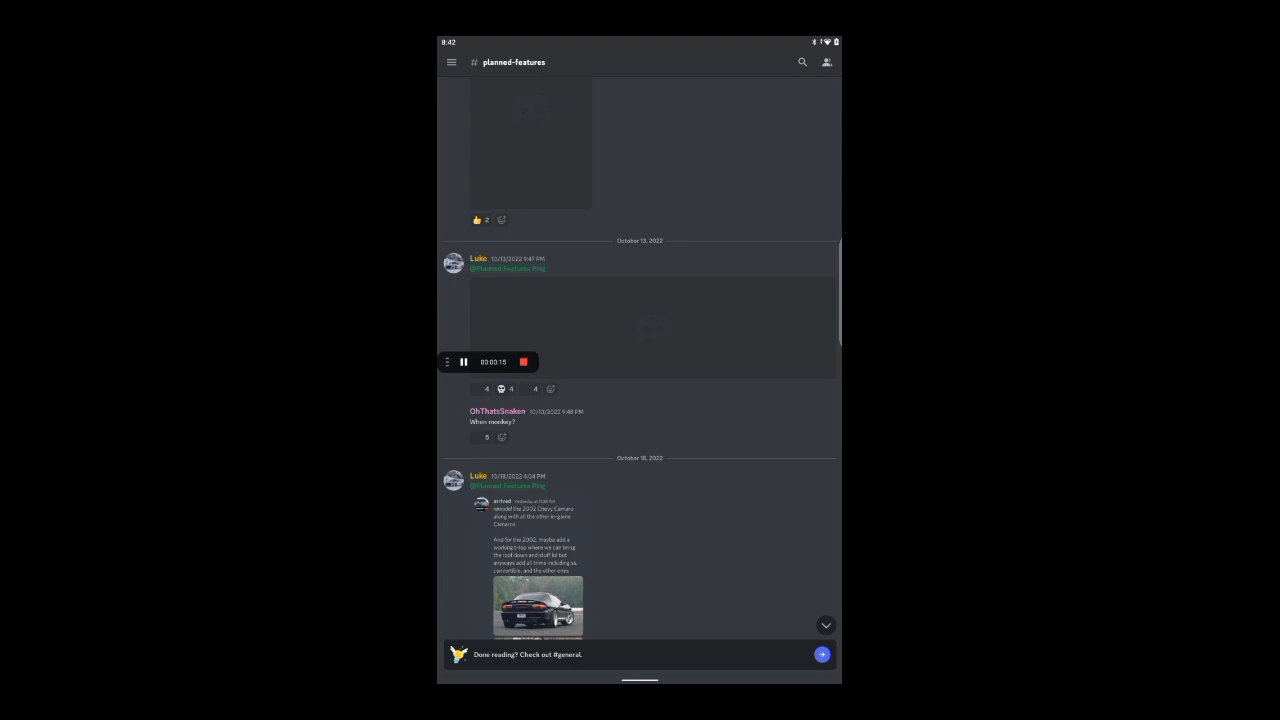 8:42
# planned-features
2
October 13, 2022
Luke 10/13/2022 9:47 PM
@Planned Features Ping
00:00:15
4 4 4
OhThatsSnaken 10/13/2022 9:48 PM
When monkey?
5
October 18, 2022
Luke 10/18/2022 4:04 PM
@Planned Features Ping
arrived
remodel the 2002 Chevy Camaro
along with all the other in-game
Camaros.
And for the 2002, maybe add a
working t-top where we can bring
the roof down and stuff lol but
anyways add all trims including ss,
convertible, and the other ones
Done reading? Check out #general.